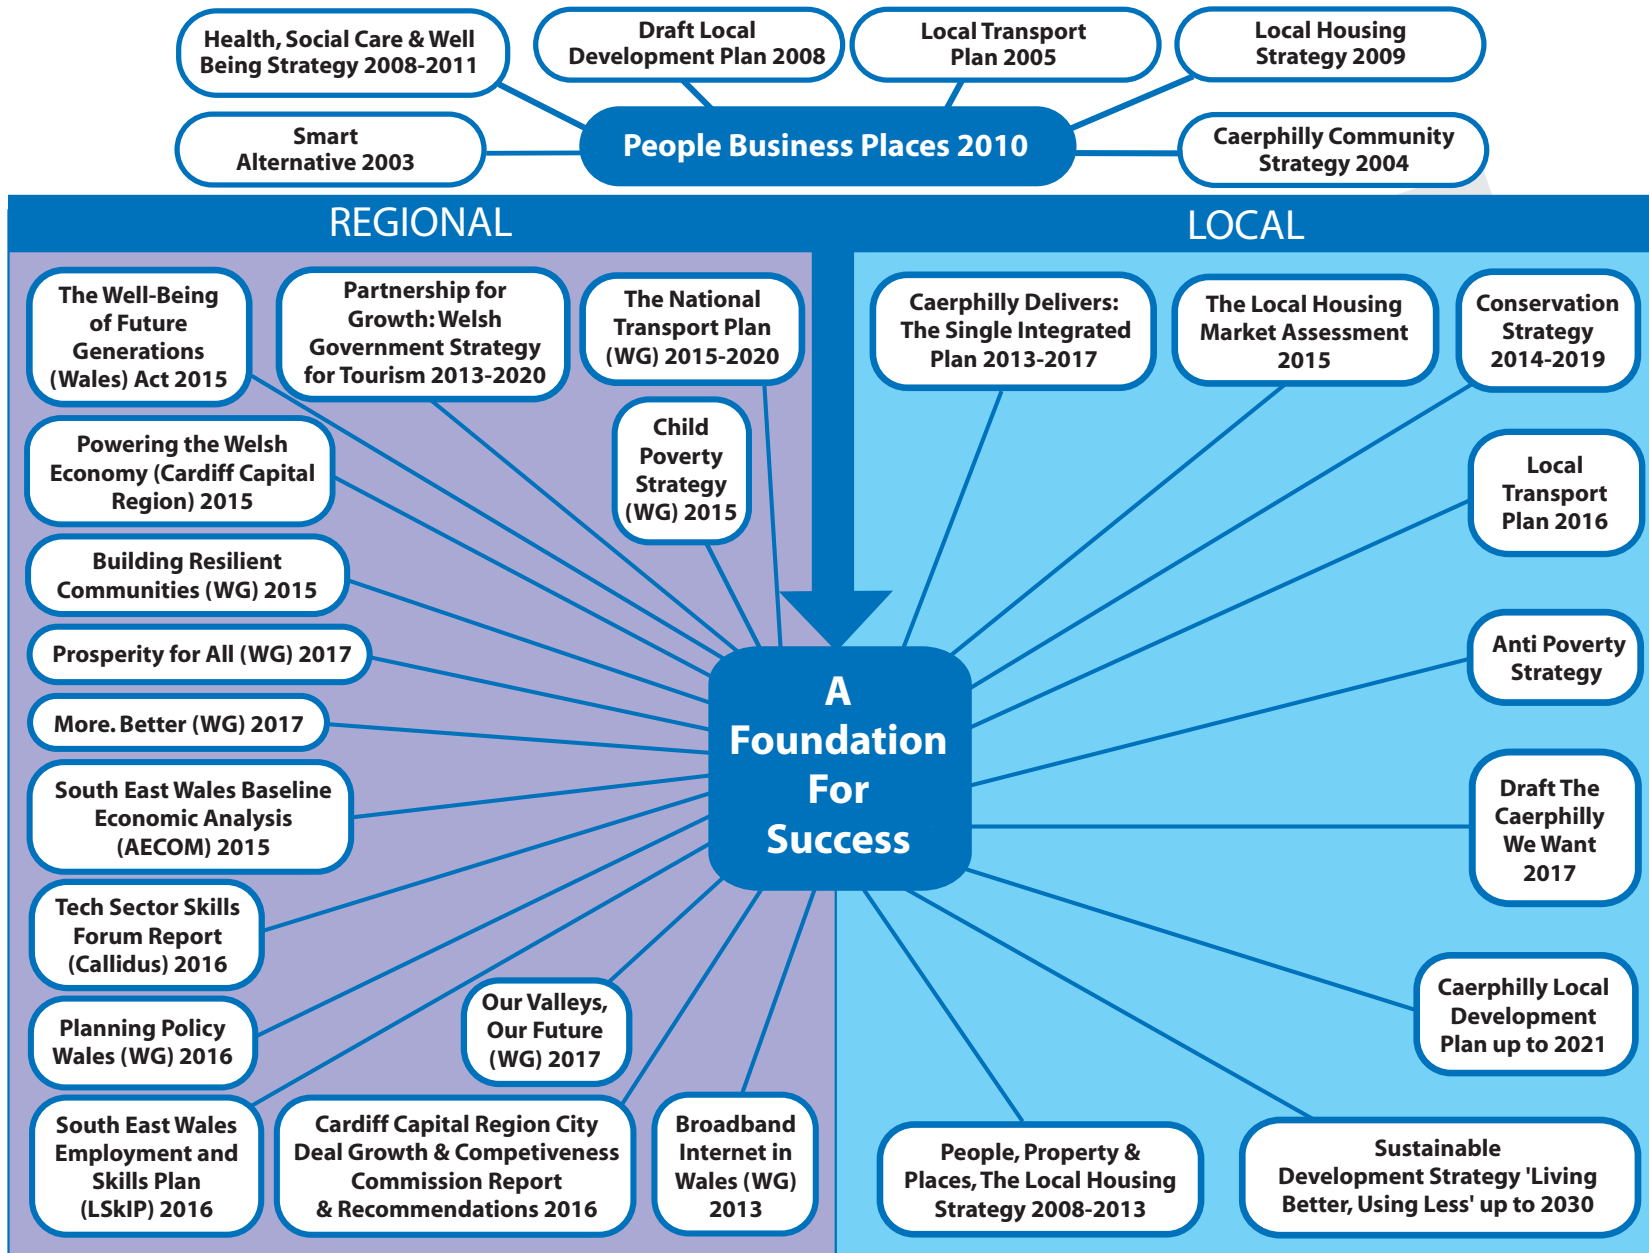 Health, Social Care & Well
Being Strategy 2008-2011
Draft Local
Development Plan 2008
Local Transport
Plan 2005
Local Housing
Strategy 2009
Smart
Alternative 2003
People Business Places 2010
Caerphilly Community
Strategy 2004
REGIONAL
LOCAL
The Well-Being
of Future
Generations
(Wales) Act 2015
Partnership for
Growth: Welsh
Government Strategy
for Tourism 2013-2020
The National
Transport Plan
(WG) 2015-2020
Child
Poverty
Strategy
(WG) 2015
Powering the Welsh
Economy (Cardiff Capital
Region) 2015
Building Resilient
Communities (WG) 2015
Prosperity for All (WG) 2017
More. Better (WG) 2017
South East Wales Baseline
Economic Analysis
(AECOM) 2015
Tech Sector Skills
Forum Report
(Callidus) 2016
Planning Policy
Wales (WG) 2016
Our Valleys,
Our Future
(WG) 2017
South East Wales
Employment and
Skills Plan
(LSkIP) 2016
Cardiff Capital Region City
Deal Growth & Competiveness
Commission Report
& Recommendations 2016
Broadband
Internet in
Wales (WG)
2013
A
Foundation
For
Success
Caerphilly Delivers:
The Single Integrated
Plan 2013-2017
The Local Housing
Market Assessment
2015
Conservation
Strategy
2014-2019
Local
Transport
Plan 2016
Anti Poverty
Strategy
Draft The
Caerphilly
We Want
2017
Caerphilly Local
Development
Plan up to 2021
People, Property &
Places, The Local Housing
Strategy 2008-2013
Sustainable
Development Strategy 'Living
Better, Using Less' up to 2030